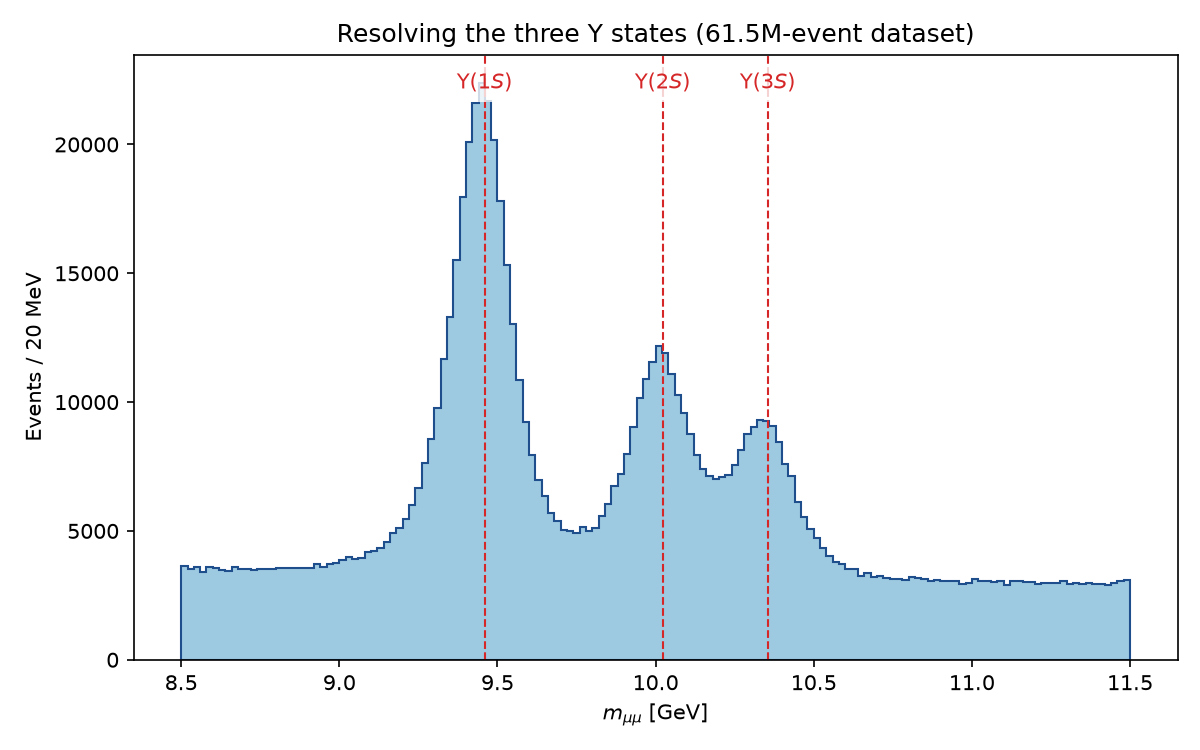 Resolving the three Υ states (61.5M-event dataset)
Υ(1S)
Υ(2S)
Υ(3S)
20000
15000
10000
5000
0
Events / 20 MeV
8.5
9.0
9.5
10.0
10.5
11.0
11.5
mμμ [GeV]